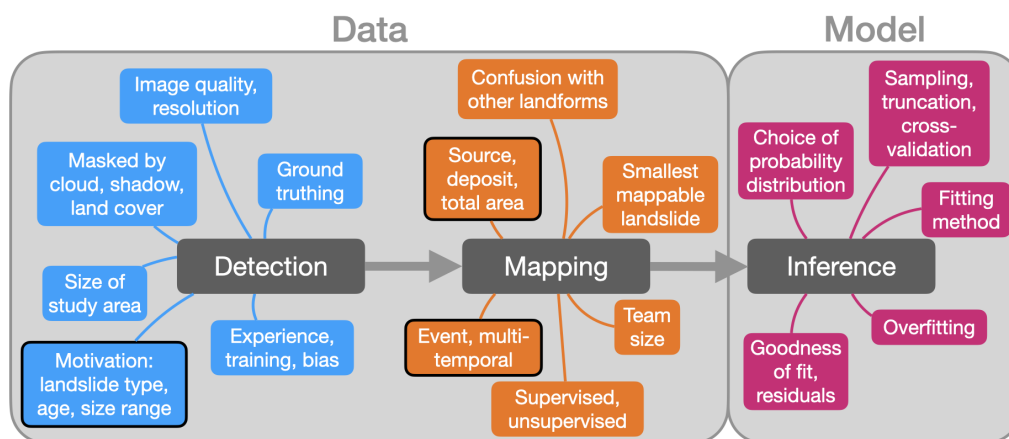 Data
Model
Image quality,
resolution
Masked by
cloud, shadow,
land cover
Ground
truthing
Detection
Size of
study area
Motivation:
landslide type,
age, size range
Experience,
training, bias
Confusion with
other landforms
Source,
deposit,
total area
Smallest
mappable
landslide
Mapping
Event, multi-
temporal
Team
size
Supervised,
unsupervised
Sampling,
truncation,
cross-
validation
Choice of
probability
distribution
Fitting
method
Inference
Goodness
of fit,
residuals
Overfitting